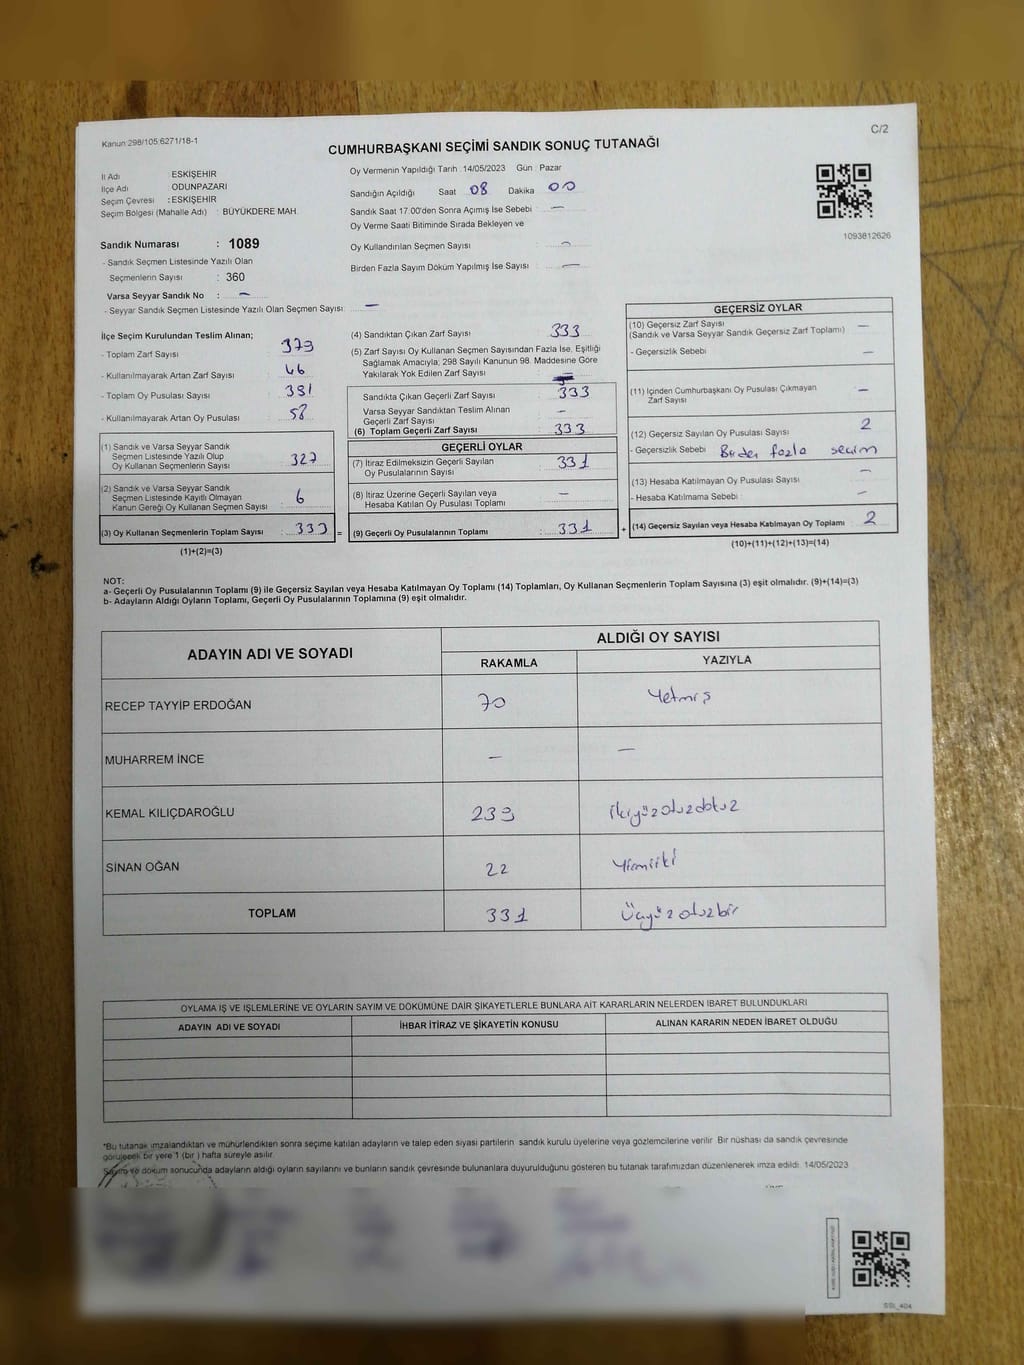 Kanun:298/105;6271/18-1
C/2
CUMHURBAŞKANI SEÇİMİ SANDIK SONUÇ TUTANAĞI
İl Adı : ESKİŞEHİR
İlçe Adı : ODUNPAZARI
Seçim Çevresi : ESKİŞEHİR
Seçim Bölgesi (Mahalle Adı) : BÜYÜKDERE MAH.
Sandık Numarası : 1089
- Sandık Seçmen Listesinde Yazılı Olan
Seçmenlerin Sayısı : 360
Varsa Seyyar Sandık No : —
- Seyyar Sandık Seçmen Listesinde Yazılı Olan Seçmen Sayısı: —
Oy Vermenin Yapıldığı Tarih :14/05/2023 Gün : Pazar
Sandığın Açıldığı Saat 08 Dakika 00
Sandık Saat 17.00'den Sonra Açımış İse Sebebi : —
Oy Verme Saati Bitiminde Sırada Bekleyen ve
Oy Kullandırılan Seçmen Sayısı : —
Birden Fazla Sayım Döküm Yapılmış İse Sayısı : —
1093812626
İlçe Seçim Kurulundan Teslim Alınan;
- Toplam Zarf Sayısı : 379
- Kullanılmayarak Artan Zarf Sayısı : 46
- Toplam Oy Pusulası Sayısı : 391
- Kullanılmayarak Artan Oy Pusulası : 58
(1) Sandık ve Varsa Seyyar Sandık
Seçmen Listesinde Yazılı Olup
Oy Kullanan Seçmenlerin Sayısı : 327
(2) Sandık ve Varsa Seyyar Sandık
Seçmen Listesinde Kayıtlı Olmayan
Kanun Gereği Oy Kullanan Seçmen Sayısı : 6
(3) Oy Kullanan Seçmenlerin Toplam Sayısı : 333 =
(1)+(2)=(3)
(4) Sandıktan Çıkan Zarf Sayısı : 333
(5) Zarf Sayısı Oy Kullanan Seçmen Sayısından Fazla İse, Eşitliği
Sağlamak Amacıyla; 298 Sayılı Kanunun 98. Maddesine Göre
Yakılarak Yok Edilen Zarf Sayısı : —
Sandıkta Çıkan Geçerli Zarf Sayısı : 333
Varsa Seyyar Sandıktan Teslim Alınan
Geçerli Zarf Sayısı : —
(6) Toplam Geçerli Zarf Sayısı : 333
GEÇERLİ OYLAR
(7) İtiraz Edilmeksizin Geçerli Sayılan
Oy Pusulalarının Sayısı : 331
(8) İtiraz Üzerine Geçerli Sayılan veya
Hesaba Katılan Oy Pusulası Toplamı : —
(9) Geçerli Oy Pusulalarının Toplamı : 331 +
GEÇERSİZ OYLAR
(10) Geçersiz Zarf Sayısı
(Sandık ve Varsa Seyyar Sandık Geçersiz Zarf Toplamı) : —
- Geçersizlik Sebebi : —
(11) İçinden Cumhurbaşkanı Oy Pusulası Çıkmayan
Zarf Sayısı : —
(12) Geçersiz Sayılan Oy Pusulası Sayısı : 2
- Geçersizlik Sebebi : Birden fazla seçim
(13) Hesaba Katılmayan Oy Pusulası Sayısı : —
- Hesaba Katılmama Sebebi : —
(14) Geçersiz Sayılan veya Hesaba Katılmayan Oy Toplamı : 2
(10)+(11)+(12)+(13)=(14)
NOT:
a- Geçerli Oy Pusulalarının Toplamı (9) ile Geçersiz Sayılan veya Hesaba Katılmayan Oy Toplamı (14) Toplamları, Oy Kullanan Seçmenlerin Toplam Sayısına (3) eşit olmalıdır. (9)+(14)=(3)
b- Adayların Aldığı Oyların Toplamı, Geçerli Oy Pusulalarının Toplamına (9) eşit olmalıdır.
ADAYIN ADI VE SOYADI ALDIĞI OY SAYISI
RAKAMLA YAZIYLA
RECEP TAYYİP ERDOĞAN 70 Yetmiş
MUHARREM İNCE — —
KEMAL KILIÇDAROĞLU 239 ikiyüzotuzdokuz
SİNAN OĞAN 22 Yirmiiki
TOPLAM 331 Üçyüzotuzbir
OYLAMA İŞ VE İŞLEMLERİNE VE OYLARIN SAYIM VE DÖKÜMÜNE DAİR ŞİKAYETLERLE BUNLARA AİT KARARLARIN NELERDEN İBARET BULUNDUKLARI
ADAYIN ADI VE SOYADI İHBAR İTİRAZ VE ŞİKAYETİN KONUSU ALINAN KARARIN NEDEN İBARET OLDUĞU
*Bu tutanak imzalandıktan ve mühürlendikten sonra seçime katılan adayların ve talep eden siyasi partilerin sandık kurulu üyelerine veya gözlemcilerine verilir. Bir nüshası da sandık çevresinde
görülecek bir yere 1 (bir) hafta süreyle asılır.
Sayım ve döküm sonucunda adayların aldığı oyların sayılarını ve bunların sandık çevresinde bulunanlara duyurulduğunu gösteren bu tutanak tarafımızdan düzenlenerek imza edildi. 14/05/2023